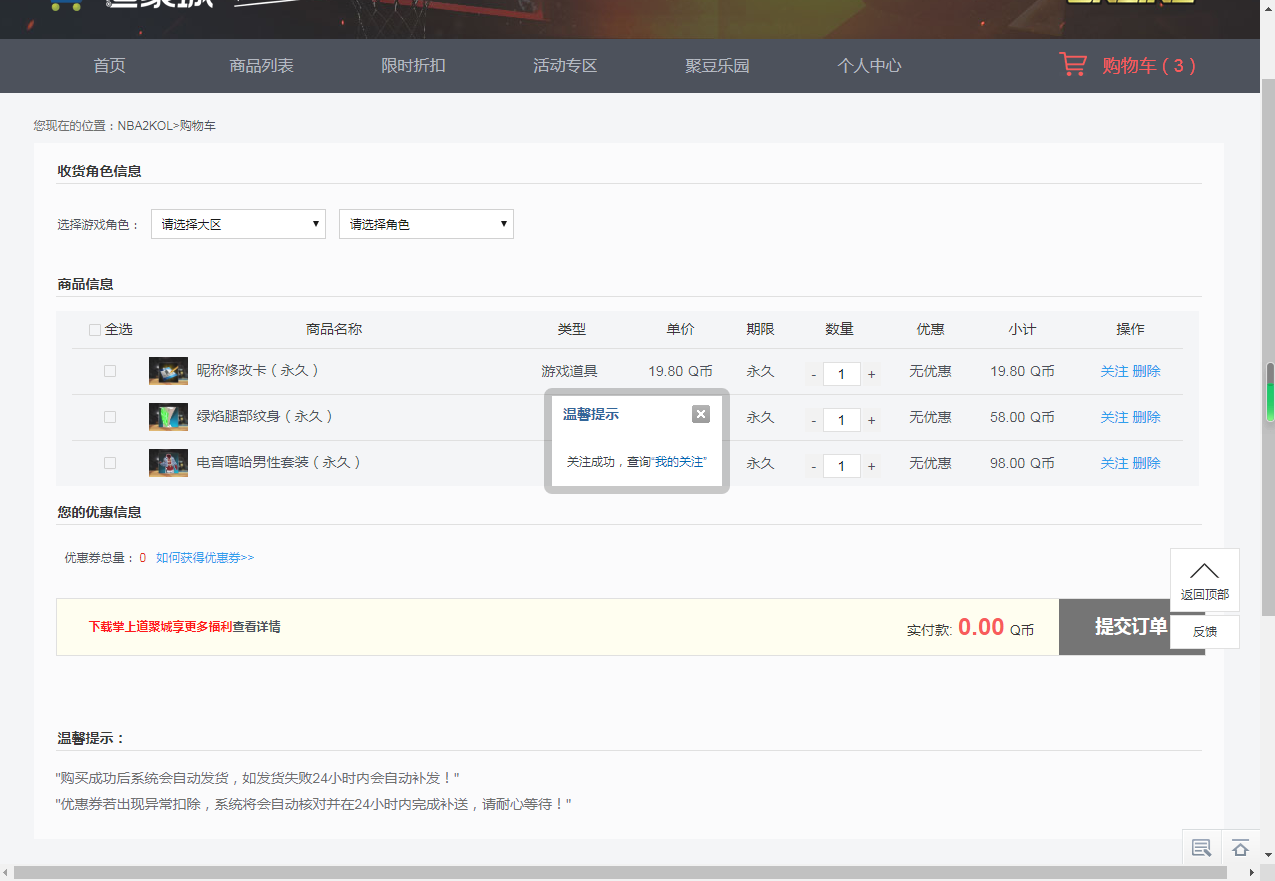 首页 商品列表 限时折扣 活动专区 聚豆乐园 个人中心 购物车 ( 3 )
您现在的位置：NBA2KOL>购物车
收货角色信息
选择游戏角色： 请选择大区 请选择角色
商品信息
全选 商品名称 类型 单价 期限 数量 优惠 小计 操作
昵称修改卡（永久） 游戏道具 19.80 Q币 永久 - 1 + 无优惠 19.80 Q币 关注 删除
绿焰腿部纹身（永久） 永久 - 1 + 无优惠 58.00 Q币 关注 删除
电音嘻哈男性套装（永久） 永久 - 1 + 无优惠 98.00 Q币 关注 删除
温馨提示
关注成功，查询"我的关注"
您的优惠信息
优惠券总量： 0 如何获得优惠券>>
下载掌上道聚城享更多福利查看详情 实付款: 0.00 Q币 提交订单
返回顶部
反馈
温馨提示：
"购买成功后系统会自动发货，如发货失败24小时内会自动补发！"
"优惠券若出现异常扣除，系统将会自动核对并在24小时内完成补送，请耐心等待！"